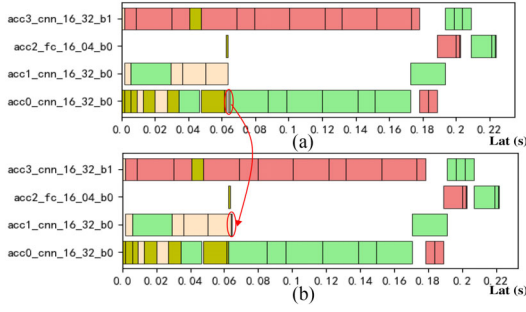 acc3_cnn_16_32_b1
acc2_fc_16_04_b0
acc1_cnn_16_32_b0
acc0_cnn_16_32_b0
0.0 0.02 0.04 0.06 0.08 0.1 0.12 0.14 0.16 0.18 0.2 0.22
(a) Lat (s)
acc3_cnn_16_32_b1
acc2_fc_16_04_b0
acc1_cnn_16_32_b0
acc0_cnn_16_32_b0
0.0 0.02 0.04 0.06 0.08 0.1 0.12 0.14 0.16 0.18 0.2 0.22
(b) Lat (s)